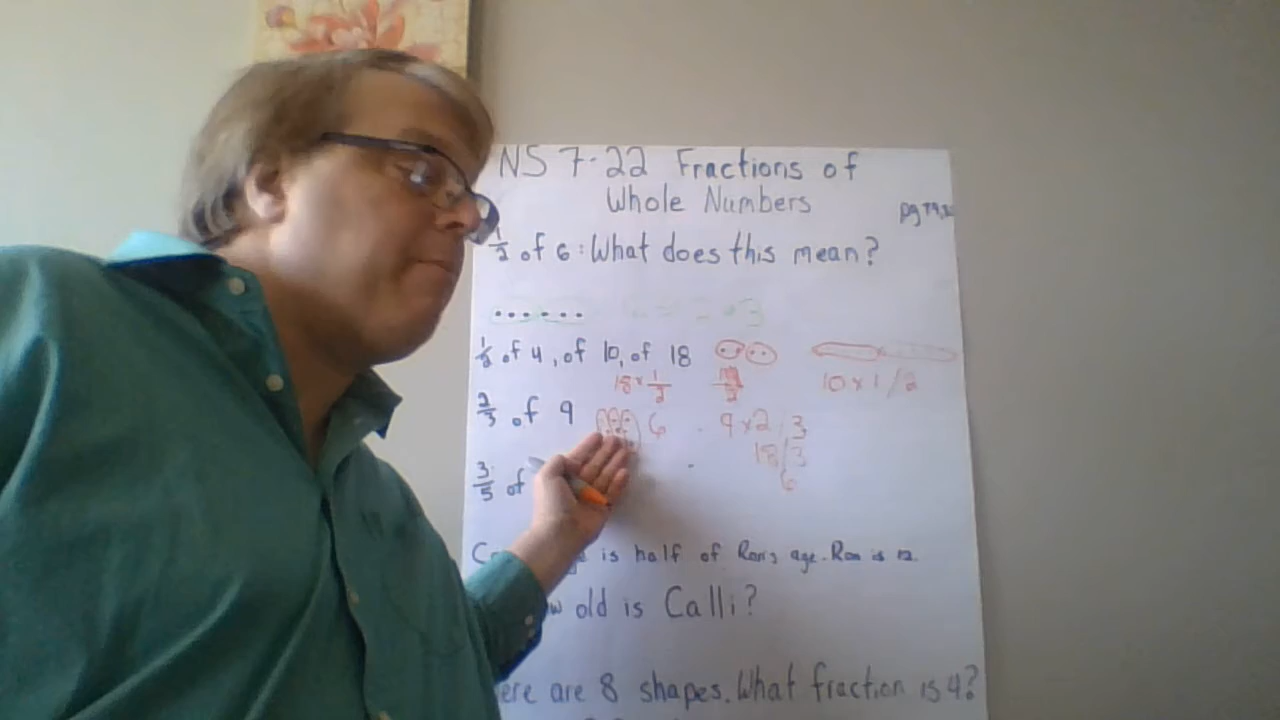 NS 7-22 Fractions of
Whole Numbers
pg 79,
1/2 of 6: What does this mean?
3
1/2 of 4, of 10, of 18
18 × 1/2
10 × 1/2
2/3 of 9
6
9 × 2 / 3
18/3
6
3/5 of
is half of Ron's age. Ron is 12.
old is Calli?
ere are 8 shapes. What fraction is 4?